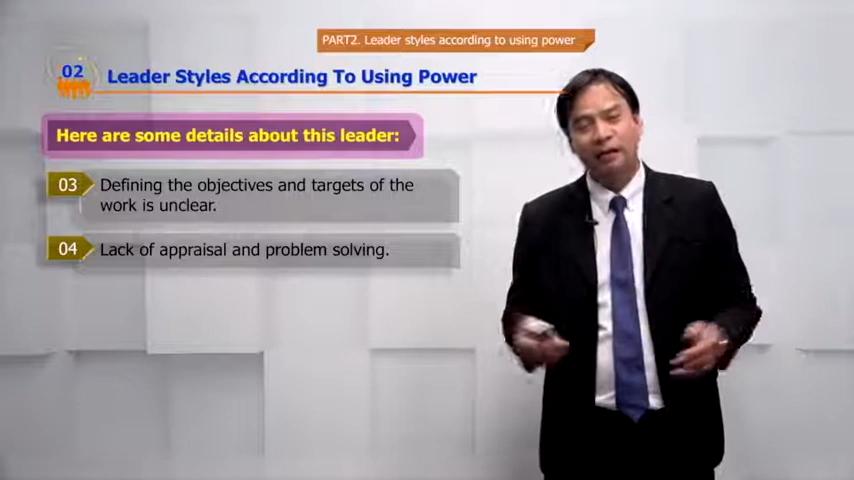 PART2. Leader styles according to using power
02
Leader Styles According To Using Power
Here are some details about this leader:
03
Defining the objectives and targets of the
work is unclear.
04
Lack of appraisal and problem solving.